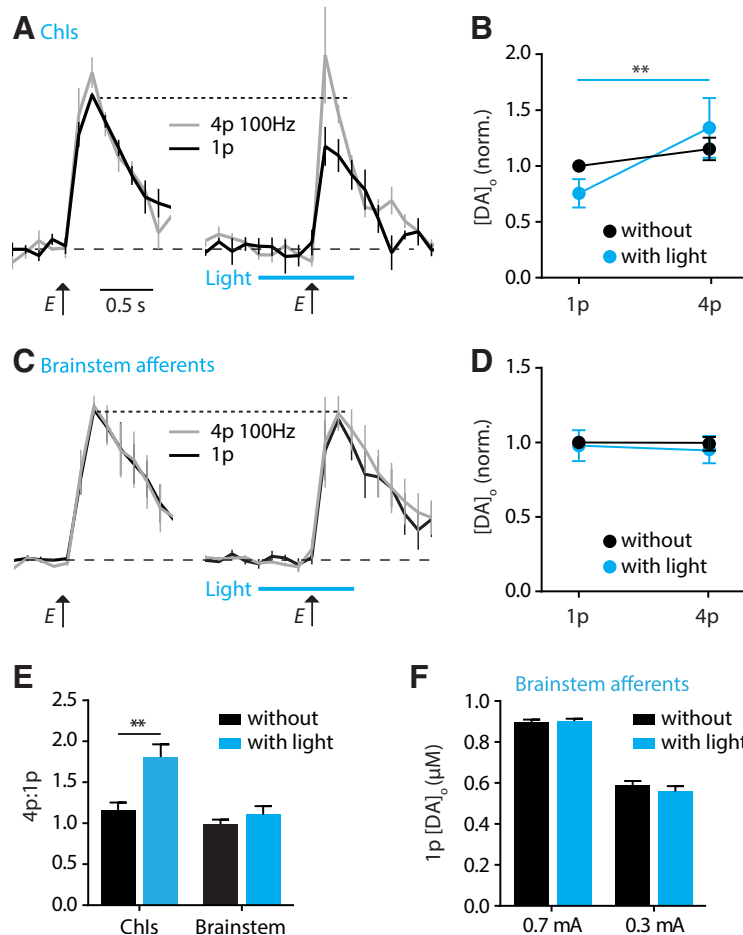 A ChIs
4p 100Hz
1p
Light
E
0.5 s
E
B
[DA]o (norm.)
2.0
1.5
1.0
0.5
0.0
**
without
with light
1p
4p
C Brainstem afferents
4p 100Hz
1p
Light
E
E
D
[DA]o (norm.)
1.5
1.0
0.5
0.0
without
with light
1p
4p
E
4p:1p
2.5
2.0
1.5
1.0
0.5
0.0
**
without
with light
ChIs
Brainstem
F
Brainstem afferents
1p [DA]o (µM)
1.0
0.8
0.6
0.4
0.2
0.0
without
with light
0.7 mA
0.3 mA